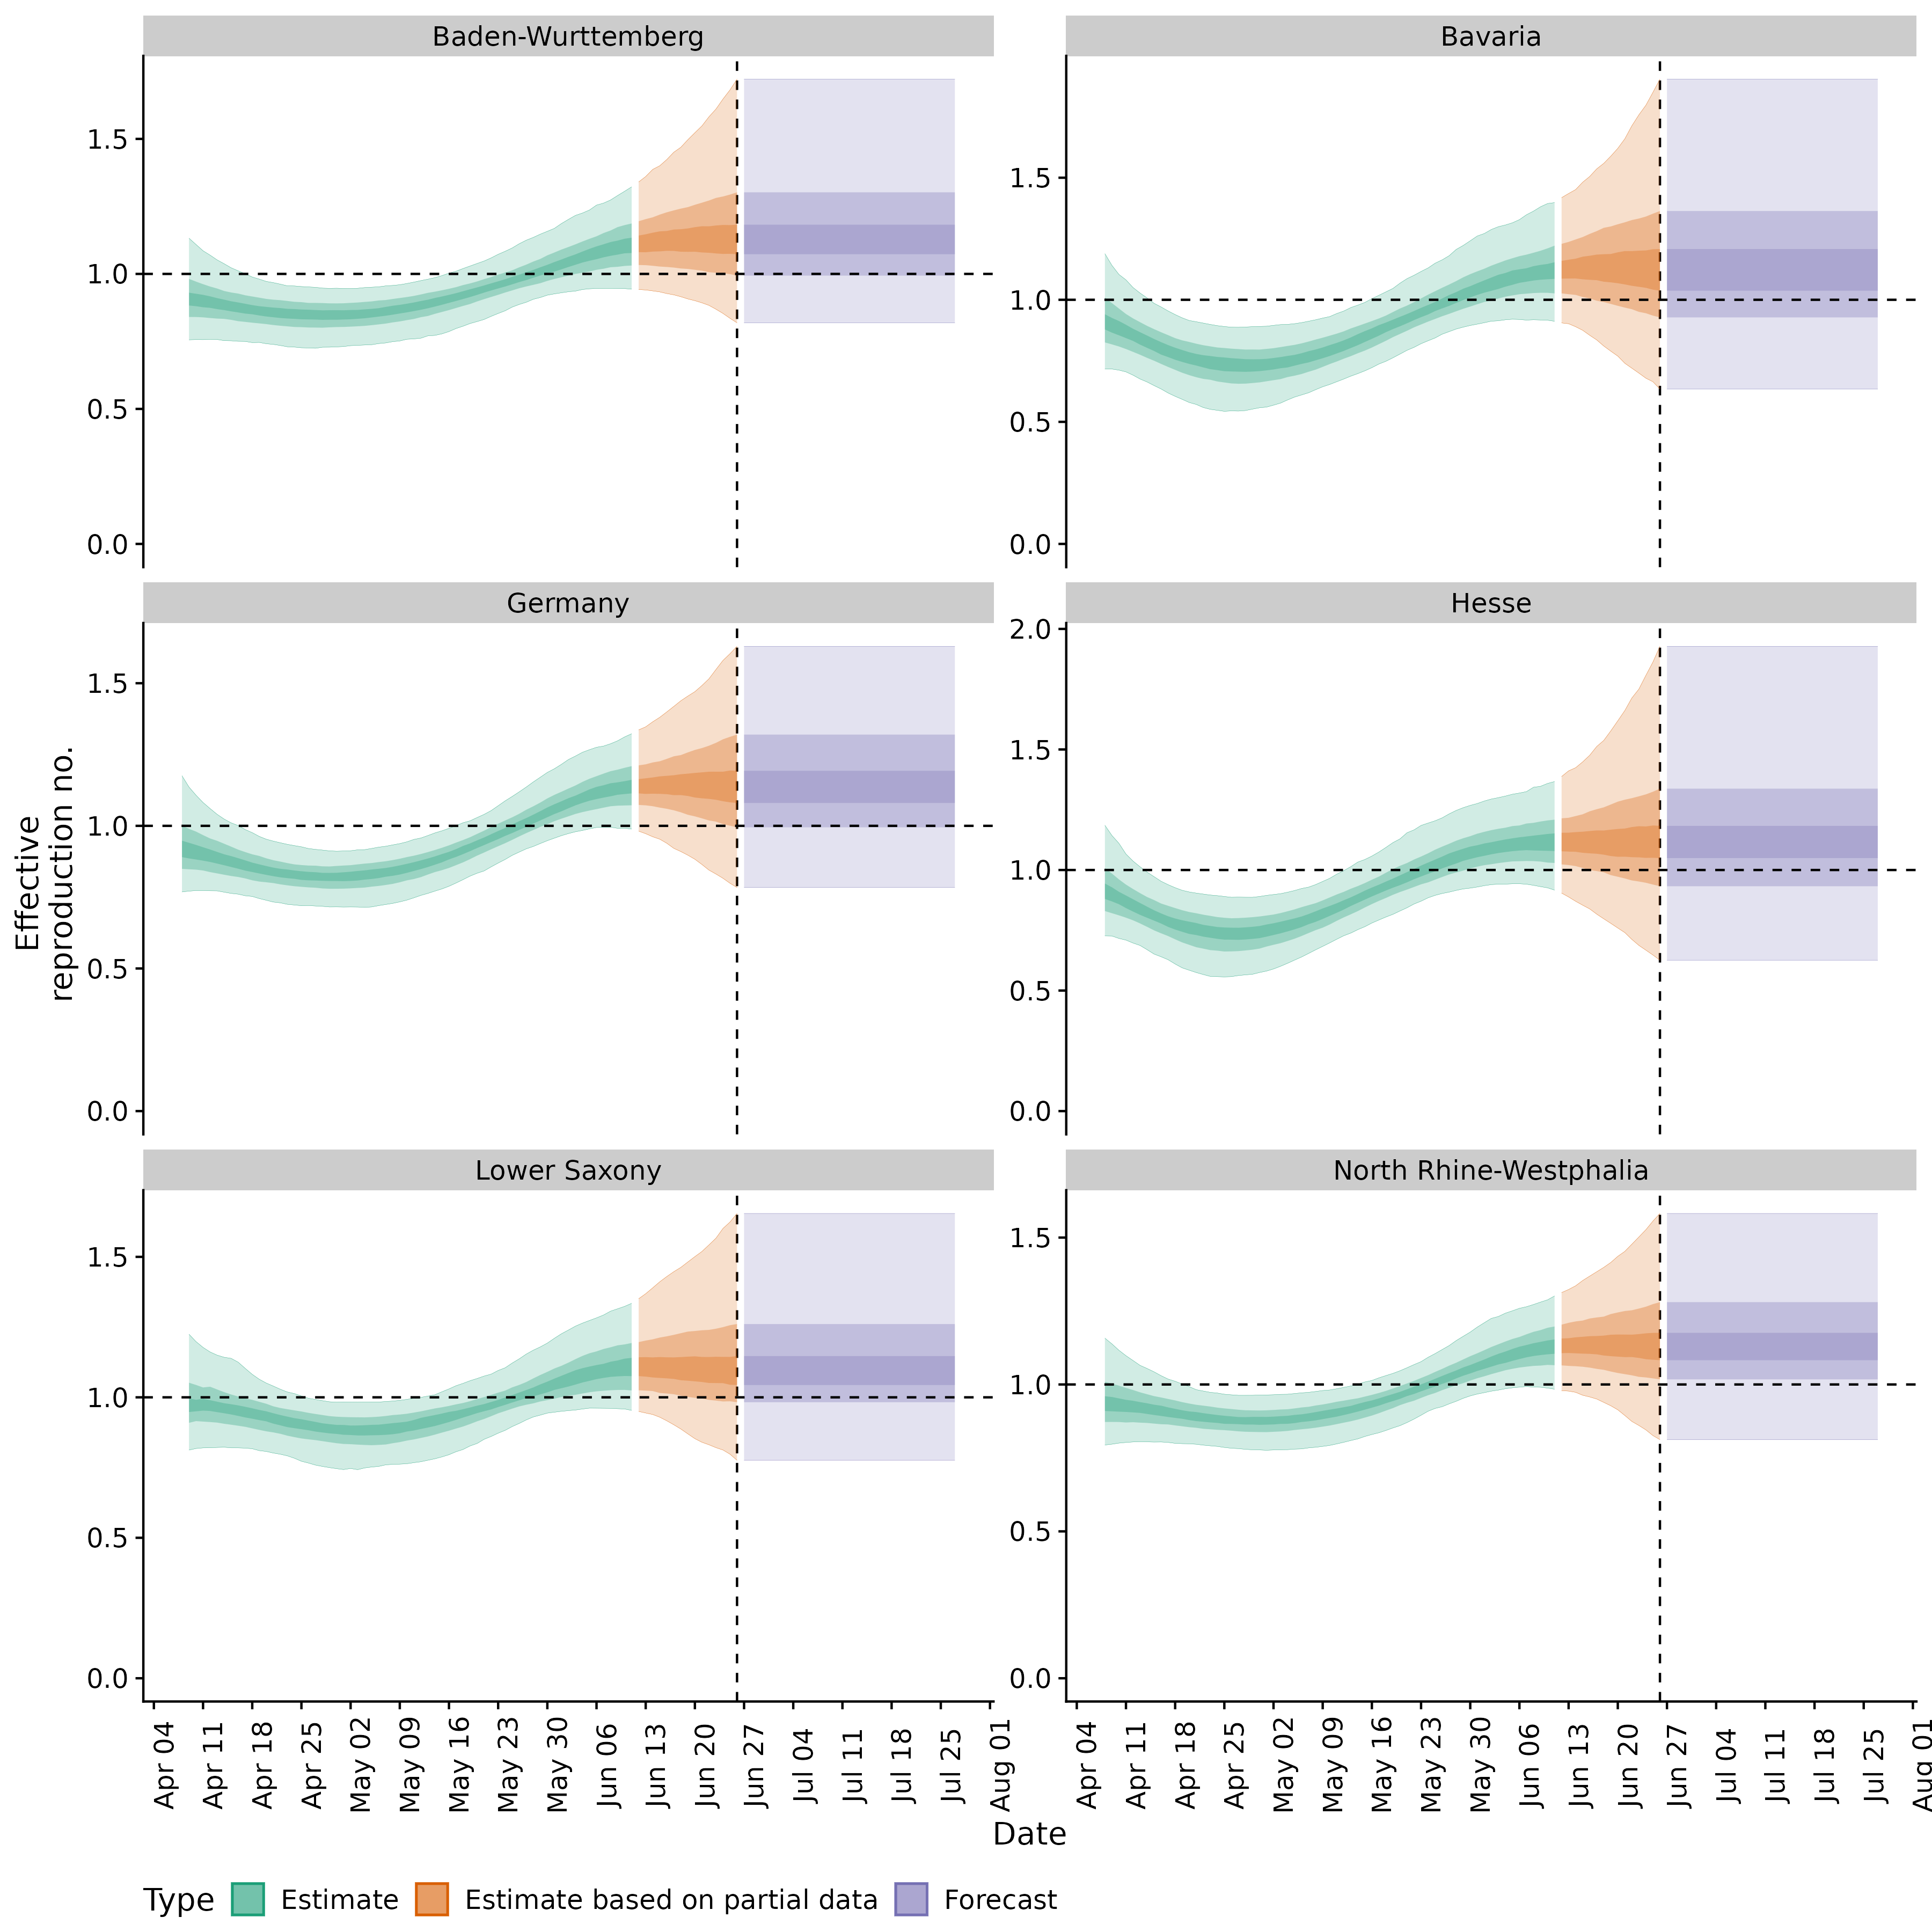 Baden-Wurttemberg
Bavaria
1.5
1.0
0.5
0.0
1.5
1.0
0.5
0.0
Germany
Hesse
1.5
1.0
0.5
0.0
2.0
1.5
1.0
0.5
0.0
Effective
reproduction no.
Lower Saxony
North Rhine-Westphalia
1.5
1.0
0.5
0.0
1.5
1.0
0.5
0.0
Apr 04
Apr 11
Apr 18
Apr 25
May 02
May 09
May 16
May 23
May 30
Jun 06
Jun 13
Jun 20
Jun 27
Jul 04
Jul 11
Jul 18
Jul 25
Aug 01
Apr 04
Apr 11
Apr 18
Apr 25
May 02
May 09
May 16
May 23
May 30
Jun 06
Jun 13
Jun 20
Jun 27
Jul 04
Jul 11
Jul 18
Jul 25
Aug 01
Date
Type Estimate Estimate based on partial data Forecast